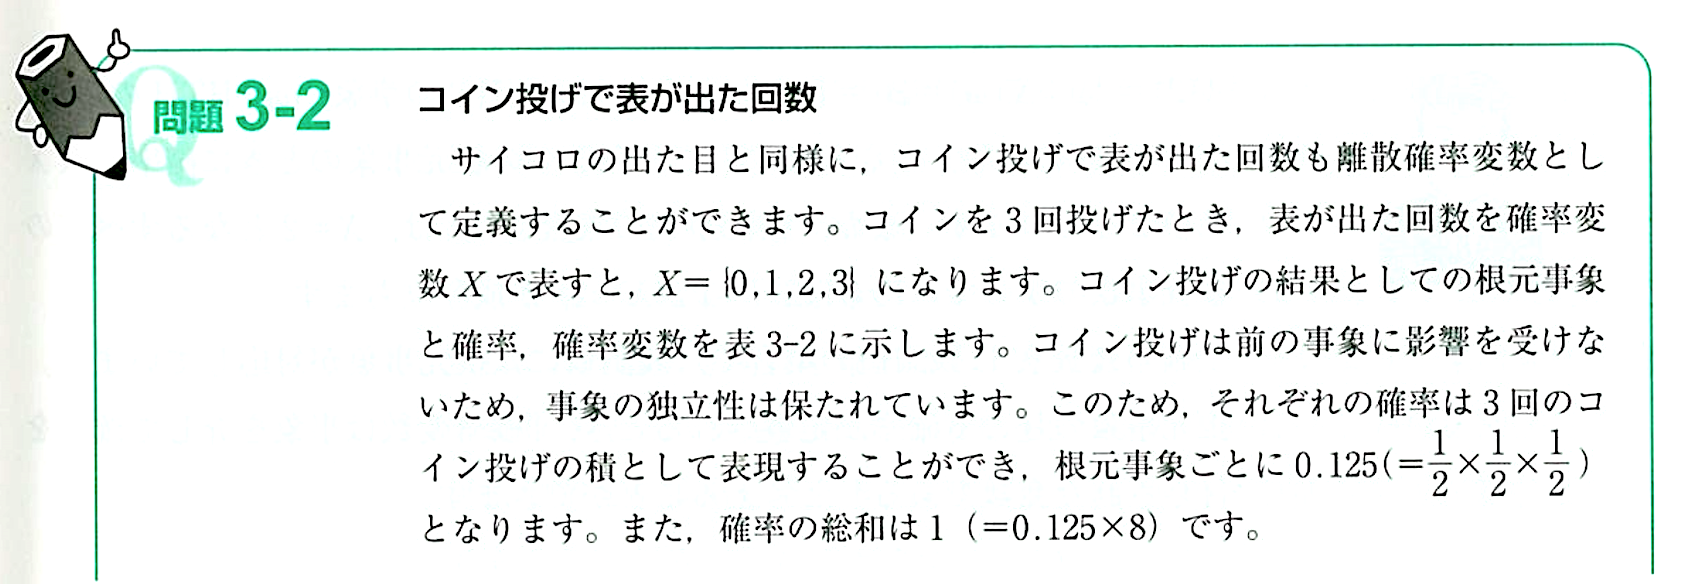 問題 3-2
コイン投げで表が出た回数
サイコロの出た目と同様に，コイン投げで表が出た回数も離散確率変数とし
て定義することができます。コインを3回投げたとき，表が出た回数を確率変
数Xで表すと，X={0,1,2,3} になります。コイン投げの結果としての根元事象
と確率，確率変数を表3-2に示します。コイン投げは前の事象に影響を受けな
いため，事象の独立性は保たれています。このため，それぞれの確率は3回のコ
イン投げの積として表現することができ，根元事象ごとに0.125(=1/2×1/2×1/2)
となります。また，確率の総和は1（=0.125×8）です。